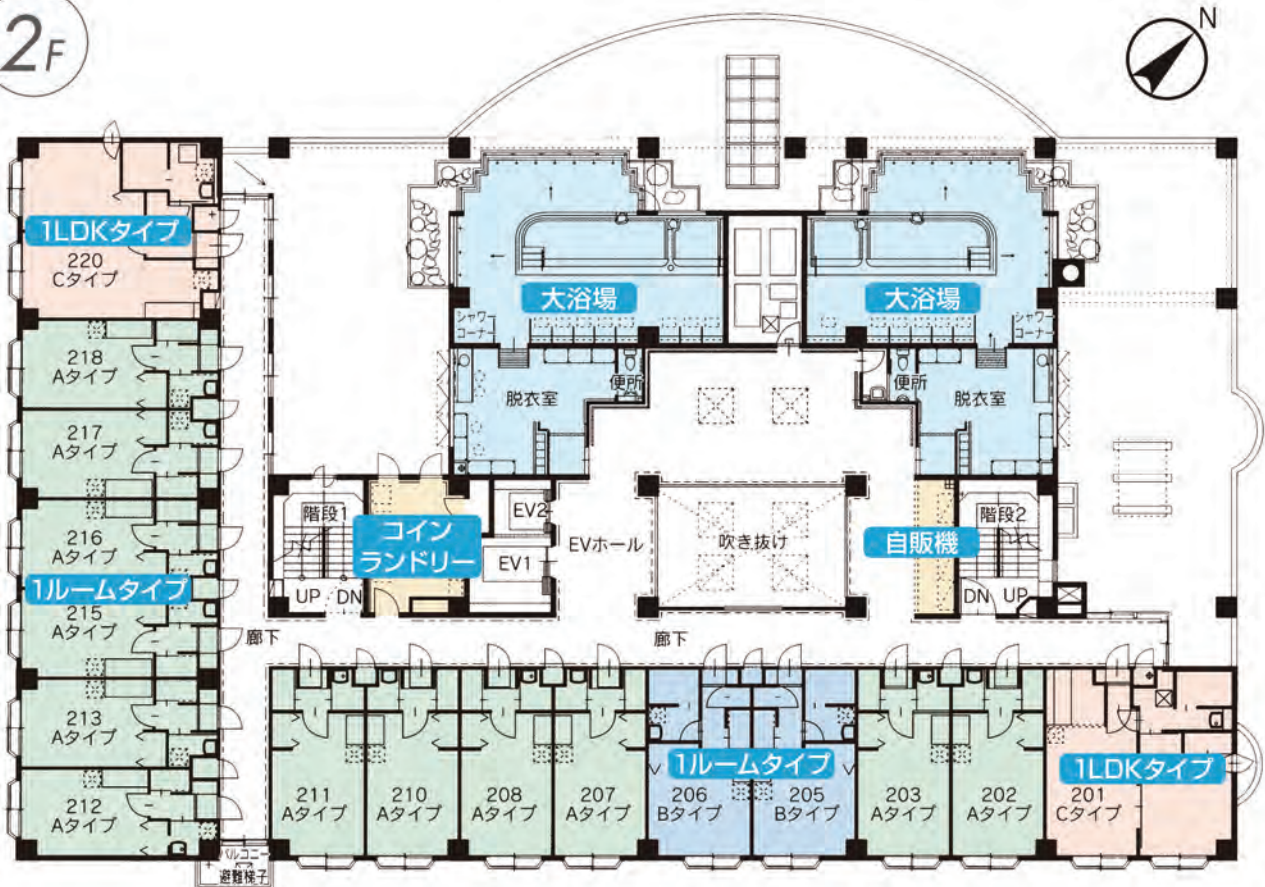 2F
N
1LDKタイプ
220
Cタイプ
218
Aタイプ
217
Aタイプ
216
Aタイプ
1ルームタイプ
215
Aタイプ
213
Aタイプ
212
Aタイプ
大浴場
大浴場
シャワー
コーナー
シャワー
コーナー
脱衣室
便所
便所
脱衣室
階段1
UP
DN
コイン
ランドリー
EV2
EV1
EVホール
吹き抜け
自販機
階段2
DN
UP
廊下
廊下
211
Aタイプ
210
Aタイプ
208
Aタイプ
207
Aタイプ
1ルームタイプ
206
Bタイプ
205
Bタイプ
203
Aタイプ
202
Aタイプ
1LDKタイプ
201
Cタイプ
バルコニー
避難梯子